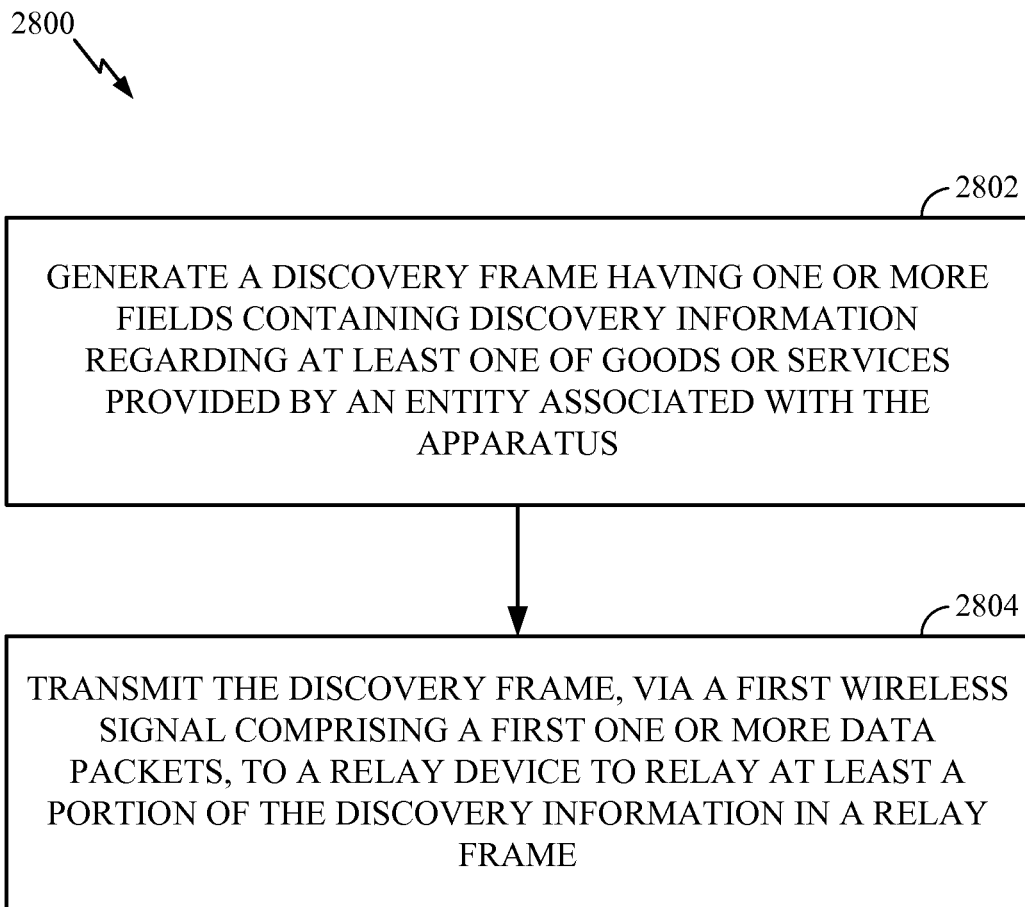 2800
2802
GENERATE A DISCOVERY FRAME HAVING ONE OR MORE
FIELDS CONTAINING DISCOVERY INFORMATION
REGARDING AT LEAST ONE OF GOODS OR SERVICES
PROVIDED BY AN ENTITY ASSOCIATED WITH THE
APPARATUS
2804
TRANSMIT THE DISCOVERY FRAME, VIA A FIRST WIRELESS
SIGNAL COMPRISING A FIRST ONE OR MORE DATA
PACKETS, TO A RELAY DEVICE TO RELAY AT LEAST A
PORTION OF THE DISCOVERY INFORMATION IN A RELAY
FRAME